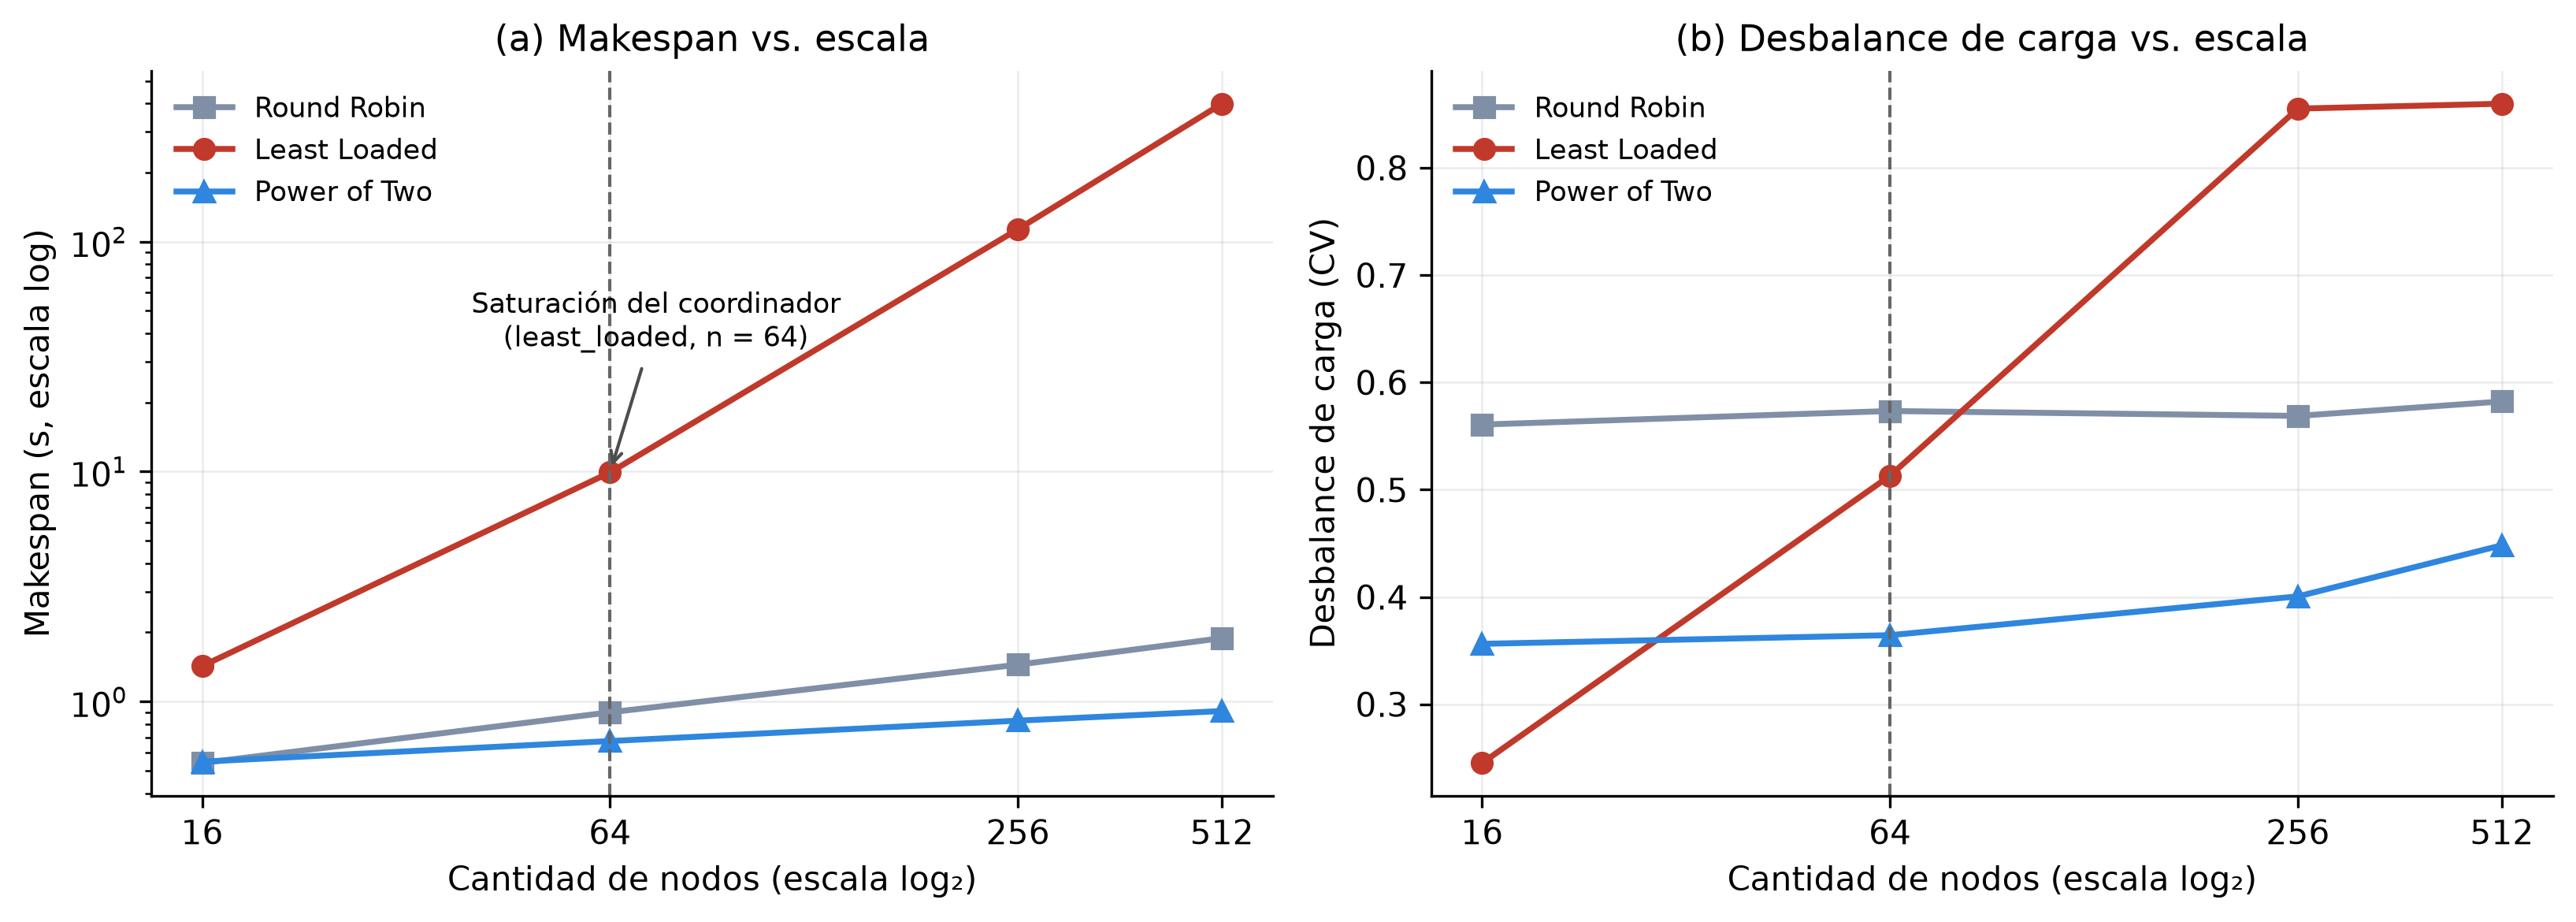 (a) Makespan vs. escala
Round Robin
Least Loaded
Power of Two
Makespan (s, escala log)
10²
10¹
10⁰
Saturación del coordinador
(least_loaded, n = 64)
16
64
256
512
Cantidad de nodos (escala log₂)
(b) Desbalance de carga vs. escala
Round Robin
Least Loaded
Power of Two
Desbalance de carga (CV)
0.8
0.7
0.6
0.5
0.4
0.3
16
64
256
512
Cantidad de nodos (escala log₂)